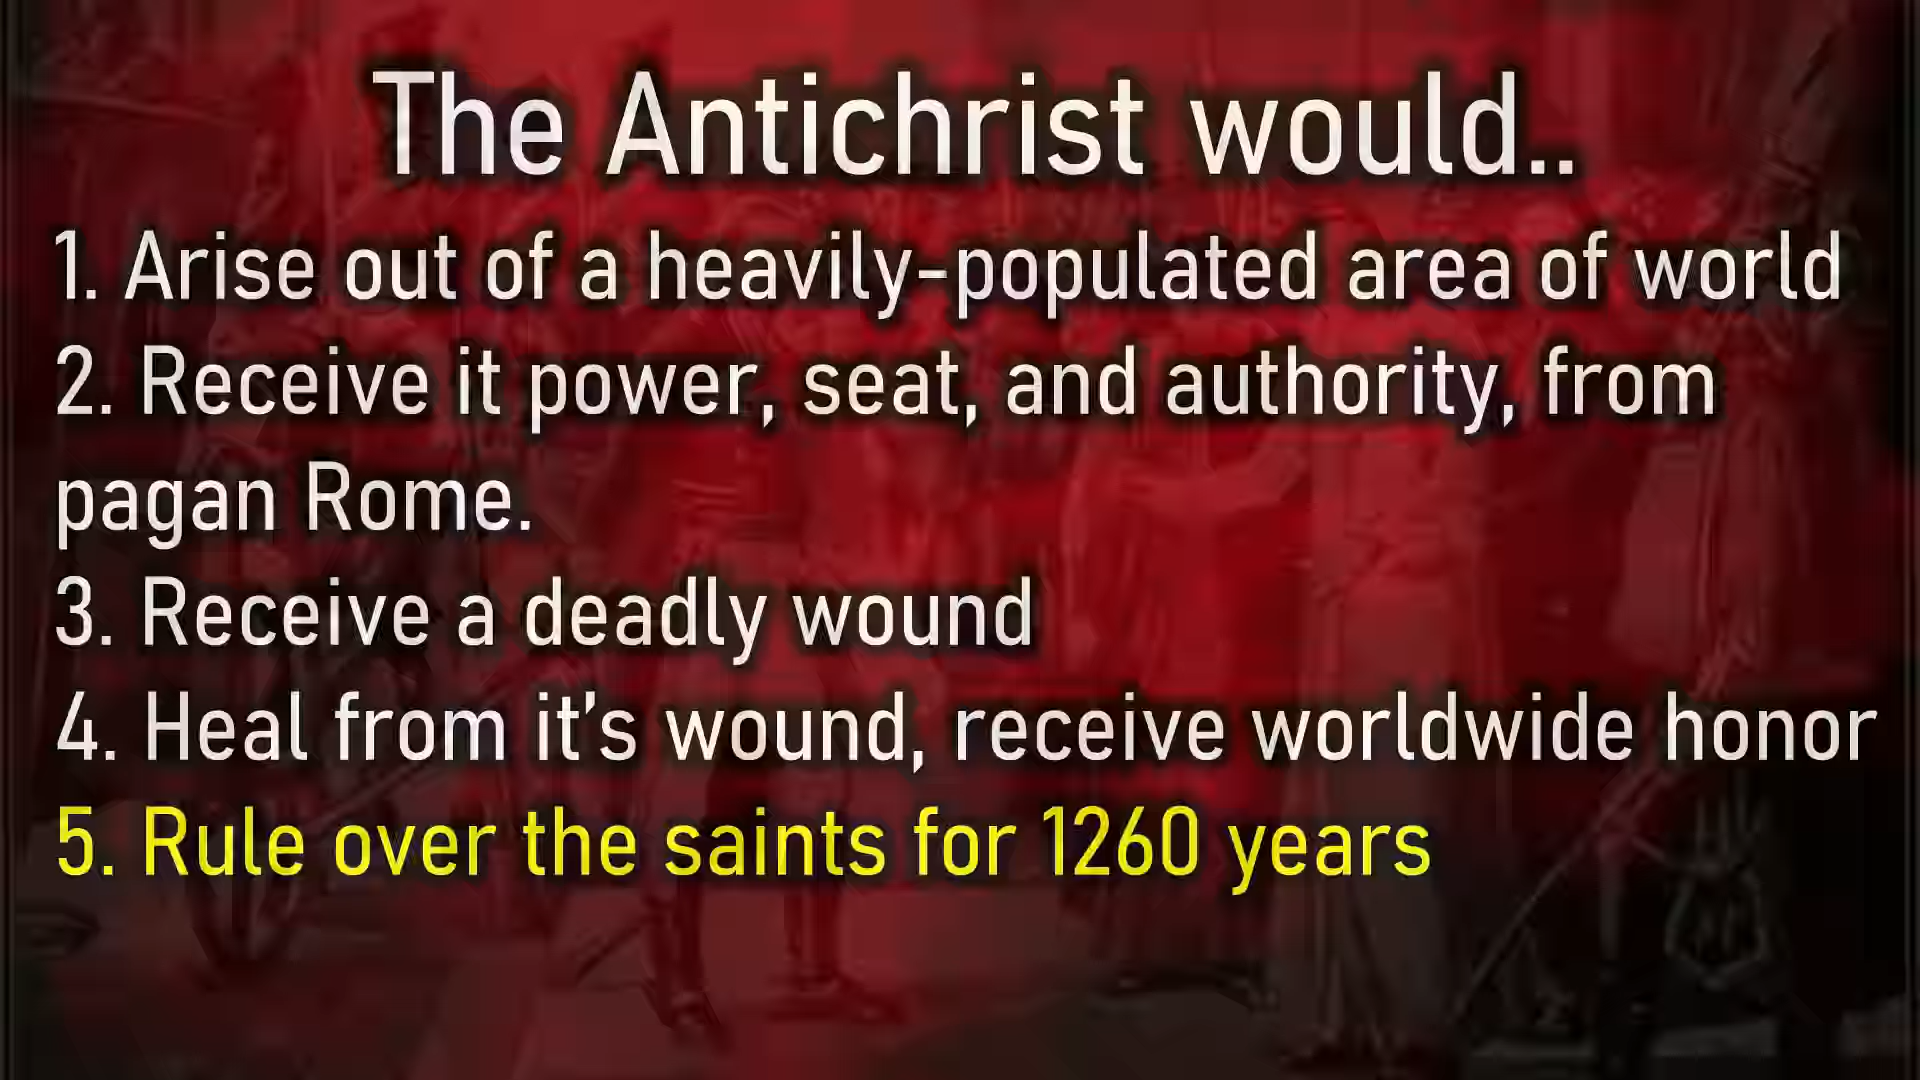 The Antichrist would..
1. Arise out of a heavily-populated area of world
2. Receive it power, seat, and authority, from
pagan Rome.
3. Receive a deadly wound
4. Heal from it’s wound, receive worldwide honor
5. Rule over the saints for 1260 years